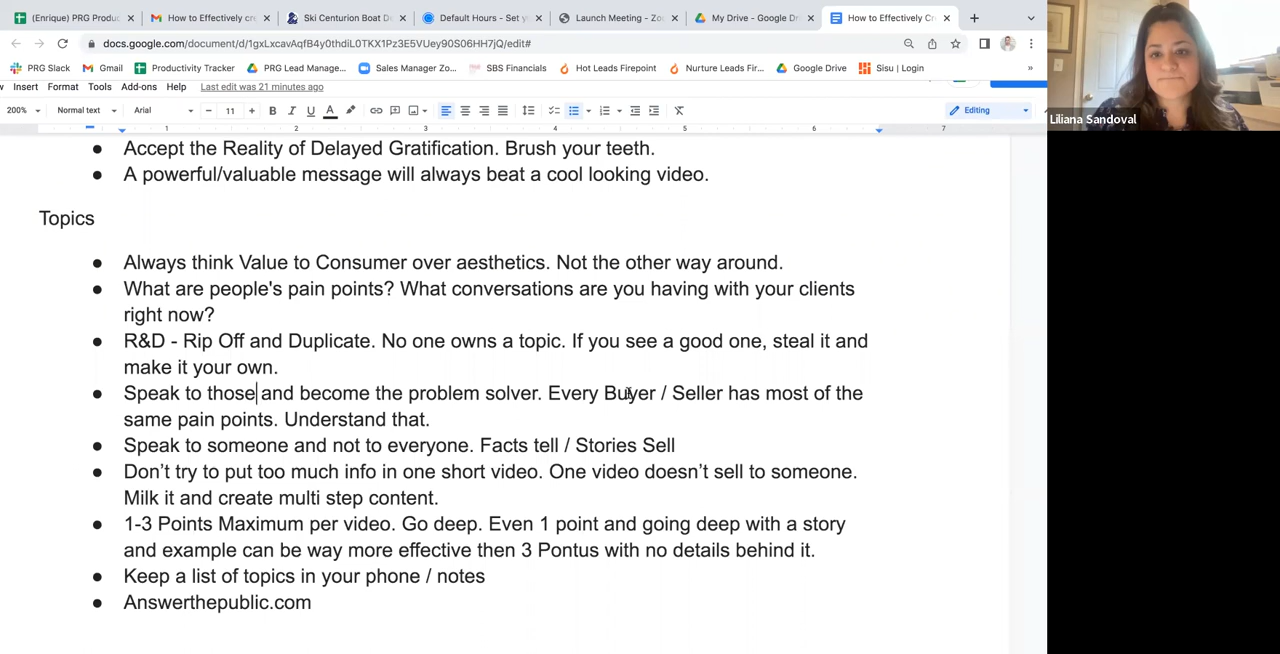 (Enrique) PRG Produc
How to Effectively cre
Ski Centurion Boat D
Default Hours - Set y
Launch Meeting - Zoo
My Drive - Google Dr
How to Effectively Cr
docs.google.com/document/d/1gxLxcavAqfB4y0thdiL0TKX1Pz3E5VUey90S06HH7jQ/edit#
PRG Slack
Gmail
Productivity Tracker
PRG Lead Manage...
Sales Manager Zo...
SBS Financials
Hot Leads Firepoint
Nurture Leads Fir...
Google Drive
Sisu | Login
»
Insert Format Tools Add-ons Help Last edit was 21 minutes ago
200% Normal text Arial - 11 + B I U A Editing
1 2 3 4 5 6 7
Liliana Sandoval
● Accept the Reality of Delayed Gratification. Brush your teeth.
● A powerful/valuable message will always beat a cool looking video.
Topics
● Always think Value to Consumer over aesthetics. Not the other way around.
● What are people's pain points? What conversations are you having with your clients
right now?
● R&D - Rip Off and Duplicate. No one owns a topic. If you see a good one, steal it and
make it your own.
● Speak to those and become the problem solver. Every Buyer / Seller has most of the
same pain points. Understand that.
● Speak to someone and not to everyone. Facts tell / Stories Sell
● Don’t try to put too much info in one short video. One video doesn’t sell to someone.
Milk it and create multi step content.
● 1-3 Points Maximum per video. Go deep. Even 1 point and going deep with a story
and example can be way more effective then 3 Pontus with no details behind it.
● Keep a list of topics in your phone / notes
● Answerthepublic.com